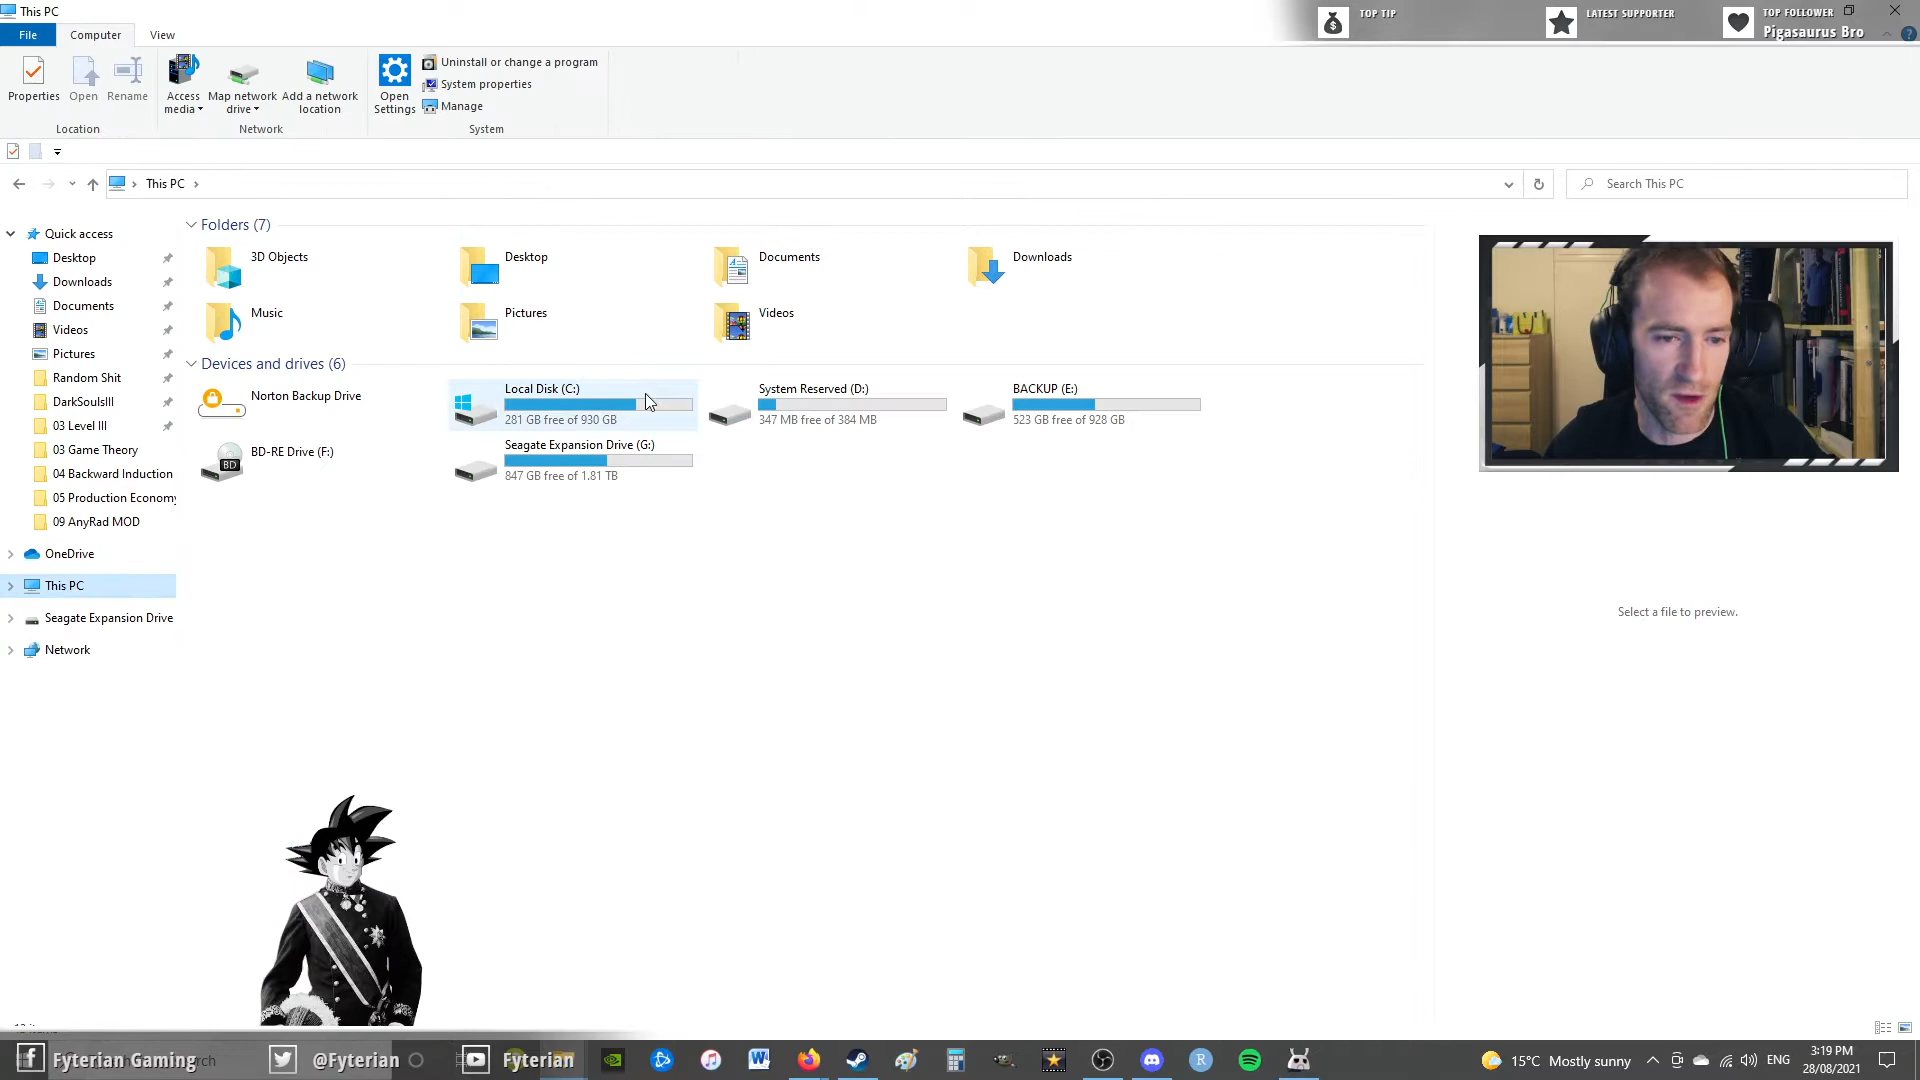 This PC
TOP TIP
LATEST SUPPORTER
TOP FOLLOWER
Pigasaurus Bro
File
Computer
View
Properties
Open
Rename
Access media
Map network drive
Add a network location
Open Settings
Uninstall or change a program
System properties
Manage
Location
Network
System
This PC
Search This PC
Quick access
Desktop
Downloads
Documents
Videos
Pictures
Random Shit
DarkSoulsIII
03 Level III
03 Game Theory
04 Backward Induction
05 Production Economy
09 AnyRad MOD
OneDrive
This PC
Seagate Expansion Drive
Network
Folders (7)
3D Objects
Desktop
Documents
Downloads
Music
Pictures
Videos
Devices and drives (6)
Norton Backup Drive
Local Disk (C:)
281 GB free of 930 GB
System Reserved (D:)
347 MB free of 384 MB
BACKUP (E:)
523 GB free of 928 GB
BD
BD-RE Drive (F:)
Seagate Expansion Drive (G:)
847 GB free of 1.81 TB
Select a file to preview.
Fyterian Gaming
@Fyterian
Fyterian
15°C Mostly sunny
ENG
3:19 PM
28/08/2021